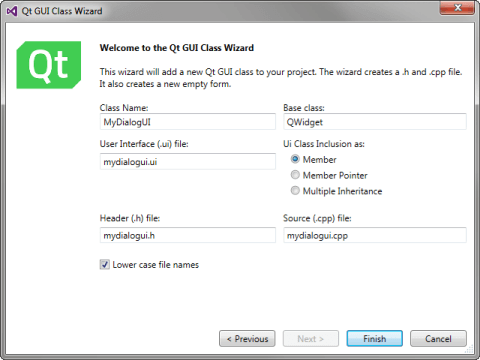 Qt GUI Class Wizard
Qt
Welcome to the Qt GUI Class Wizard
This wizard will add a new Qt GUI class to your project. The wizard creates a .h and .cpp file.
It also creates a new empty form.
Class Name:
Base class:
MyDialogUI
QWidget
User Interface (.ui) file:
Ui Class Inclusion as:
mydialogui.ui
Member
Member Pointer
Multiple Inheritance
Header (.h) file:
Source (.cpp) file:
mydialogui.h
mydialogui.cpp
Lower case file names
< Previous
Next >
Finish
Cancel